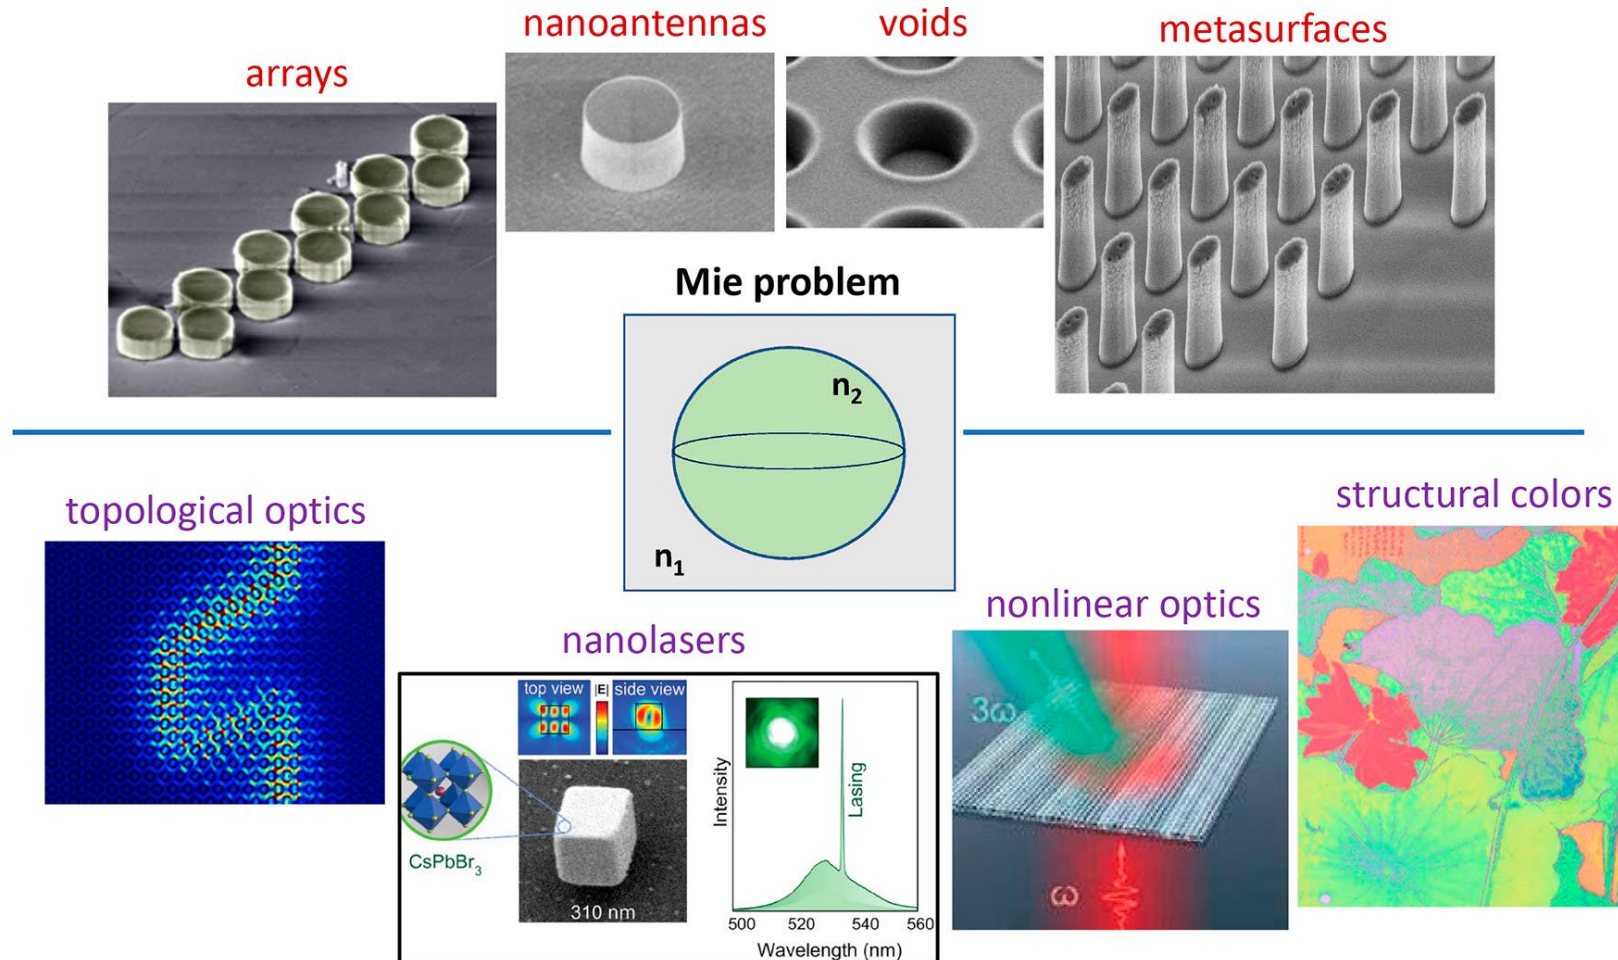 nanoantennas
voids
metasurfaces
arrays
Mie problem
n₂
n₁
topological optics
structural colors
nonlinear optics
nanolasers
top view
|E|
side view
CsPbBr₃
310 nm
Intensity
Lasing
500
520
540
560
Wavelength (nm)
3ω
ω